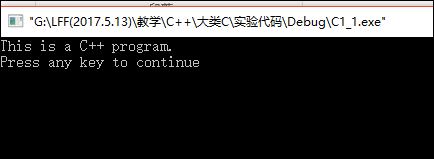 "G:\LFF(2017.5.13)\教学\C++\大类C\实验代码\Debug\C1_1.exe"
This is a C++ program.
Press any key to continue